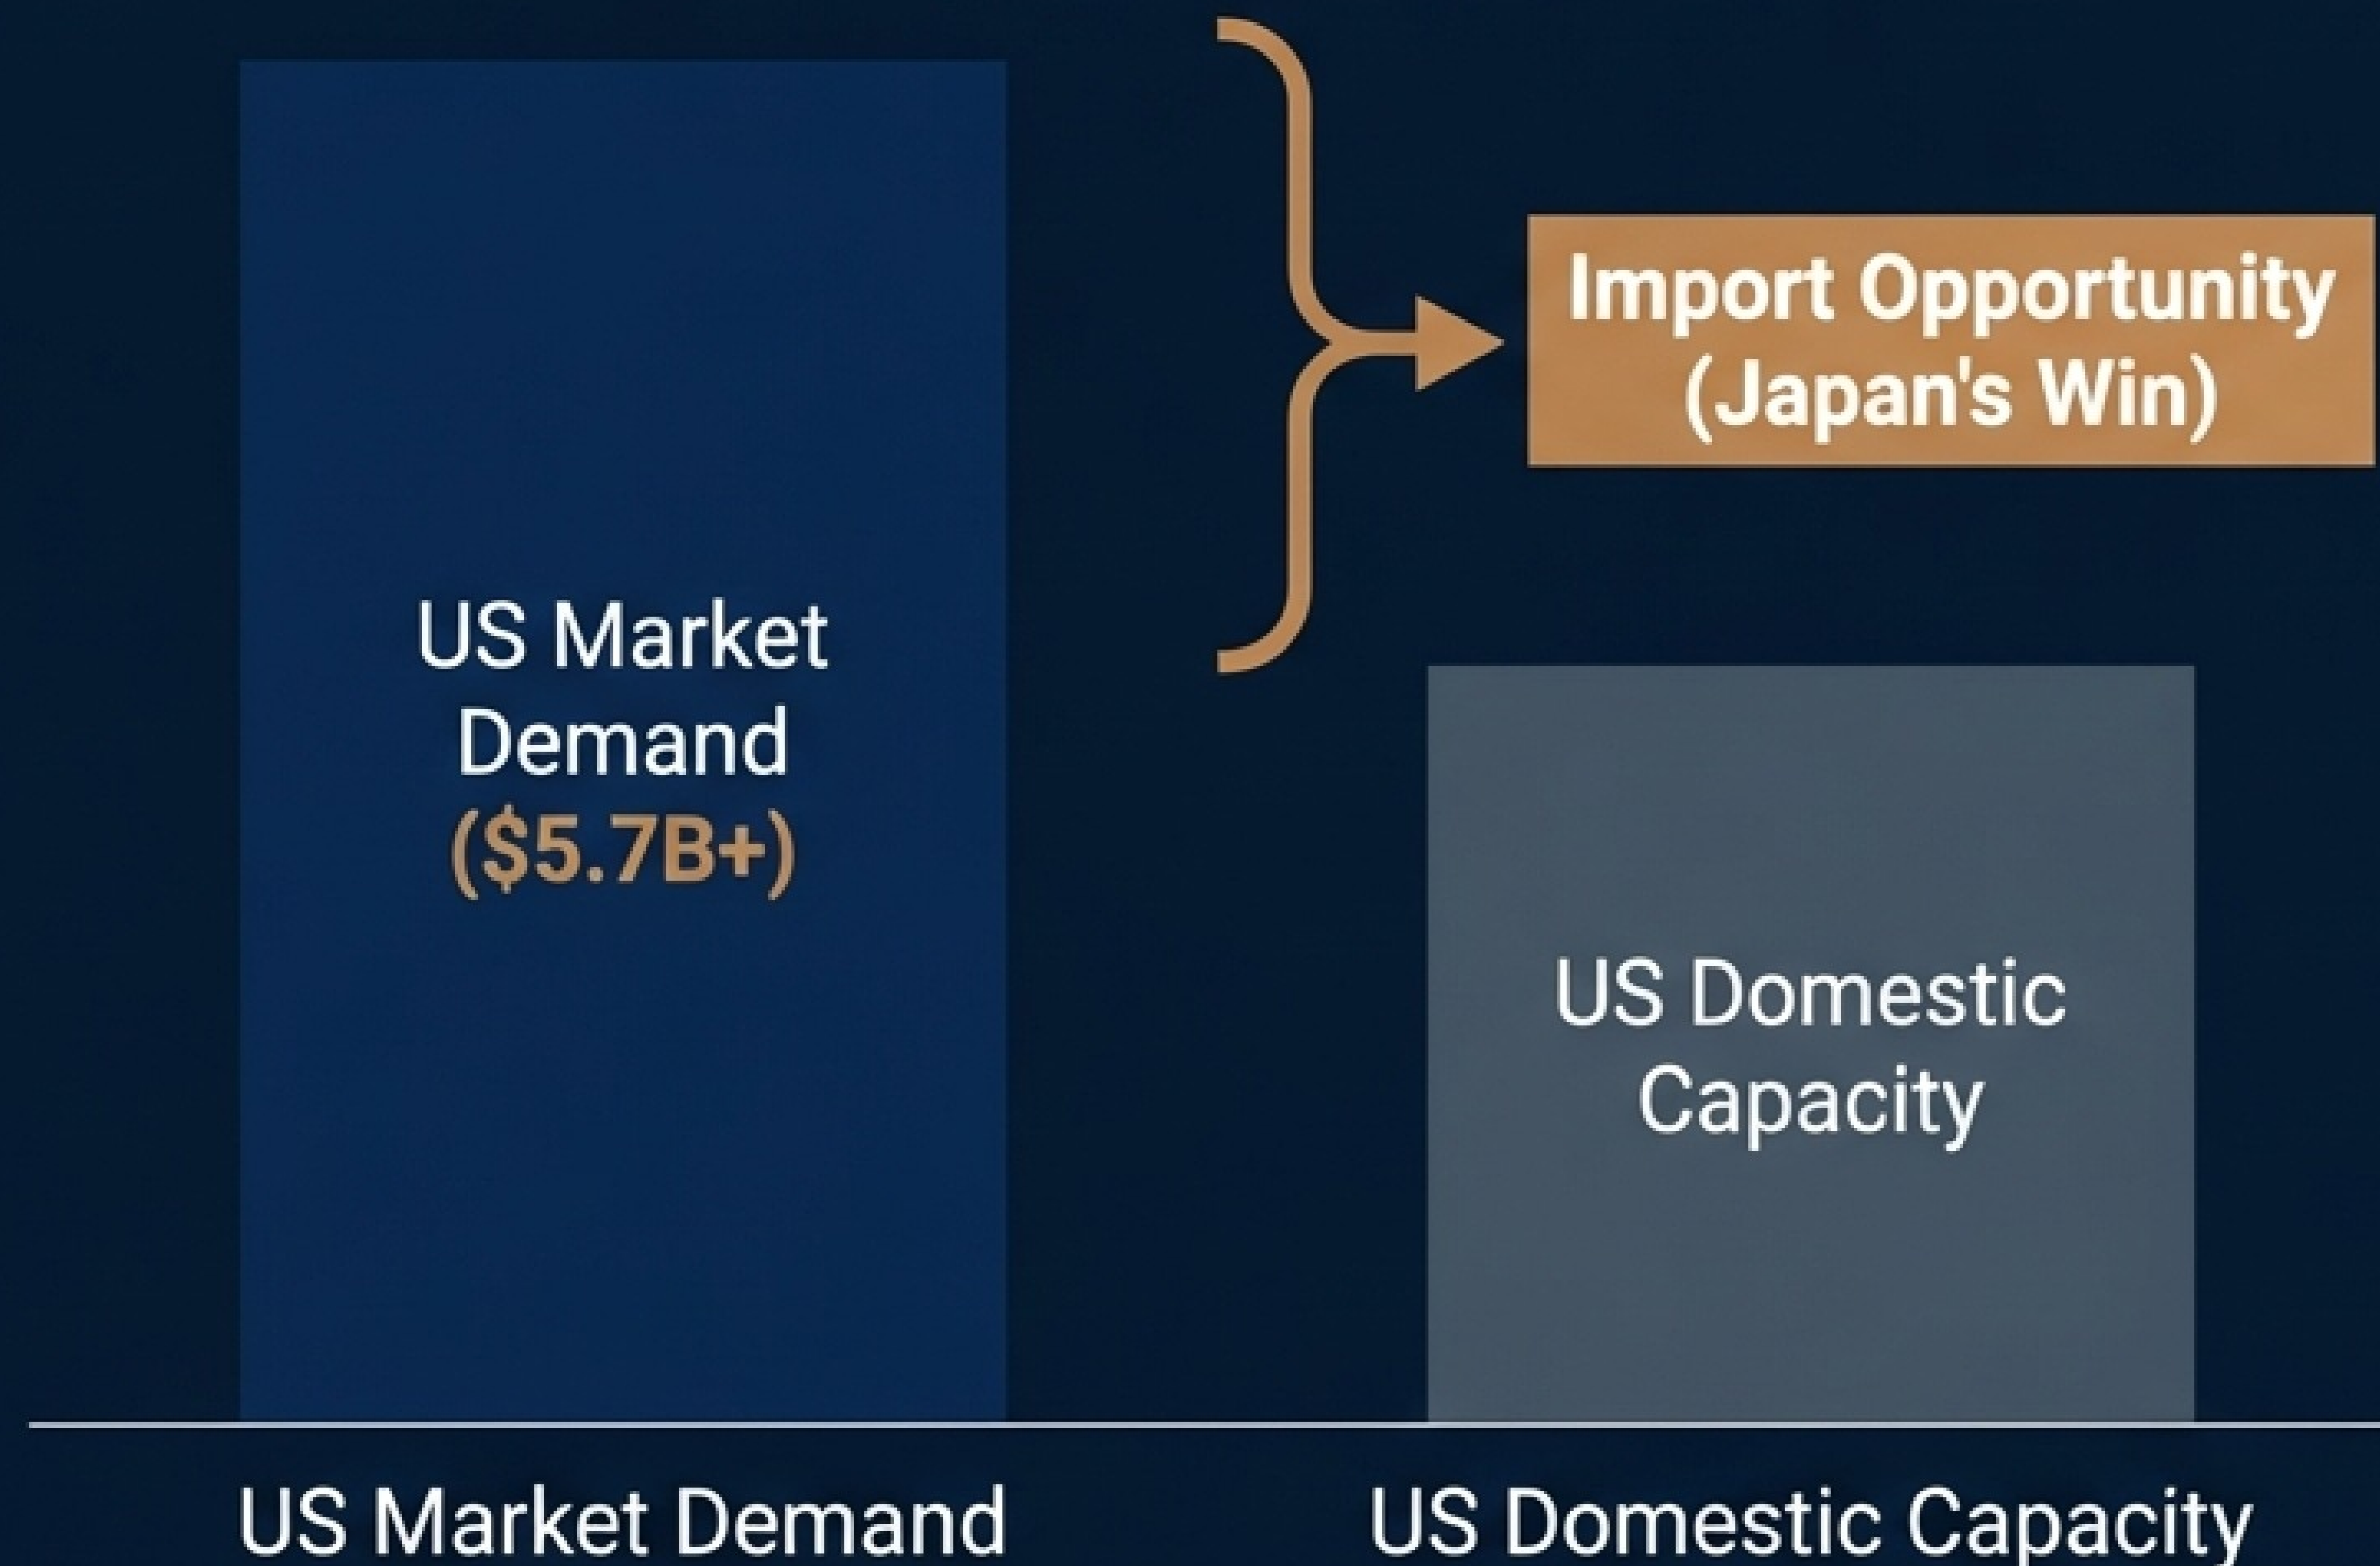 Import Opportunity
(Japan's Win)
US Market
Demand
($5.7B+)
US Domestic
Capacity
US Market Demand
US Domestic Capacity